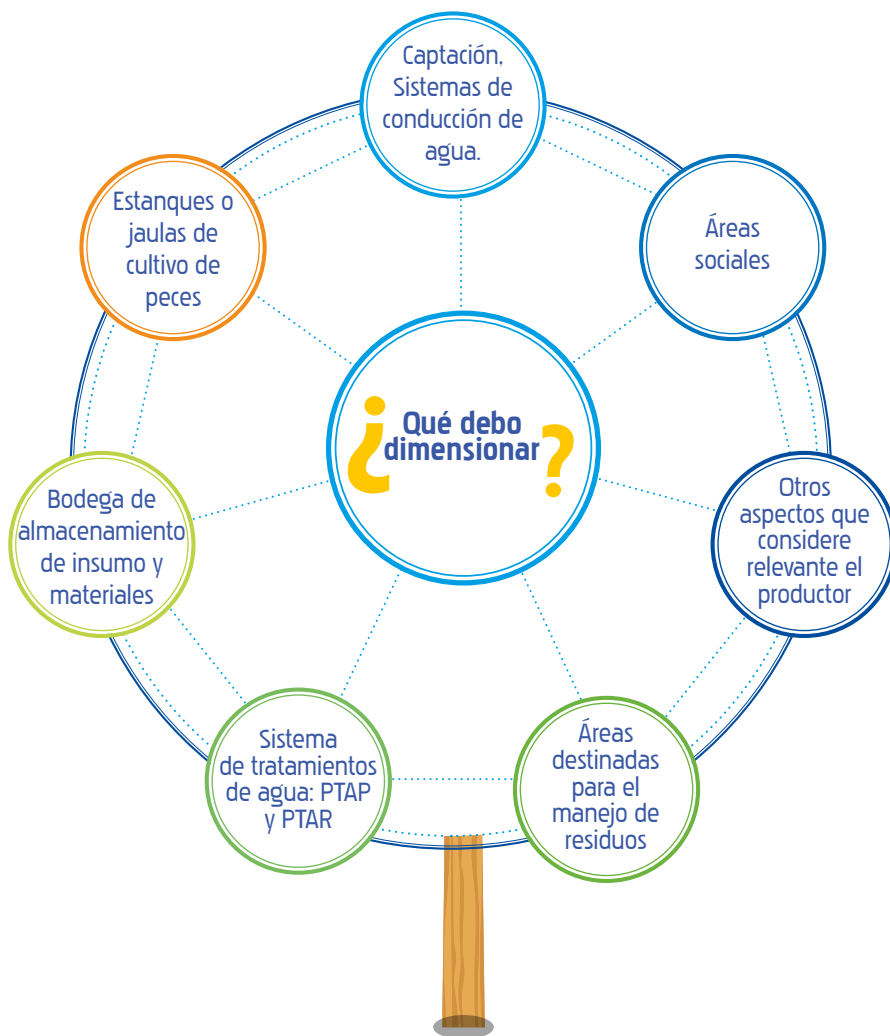 Captación,
Sistemas de
conducción de
agua.
Estanques o
jaulas de
cultivo de
peces
Áreas
sociales
¿Qué debo
dimensionar?
Bodega de
almacenamiento
de insumo y
materiales
Otros
aspectos que
considere
relevante el
productor
Sistema
de tratamientos
de agua: PTAP
y PTAR
Áreas
destinadas
para el
manejo de
residuos